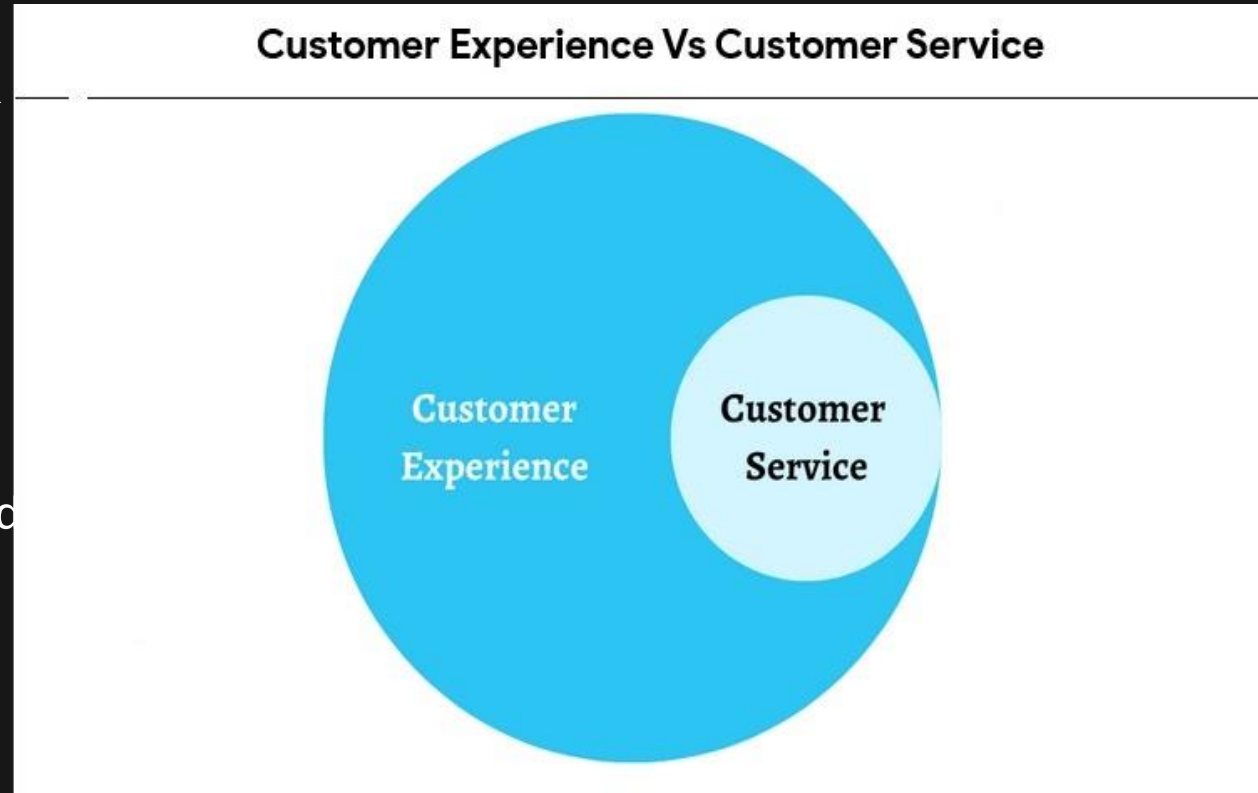 Customer Experience Vs Customer Service
Customer
Experience
Customer
Service
d